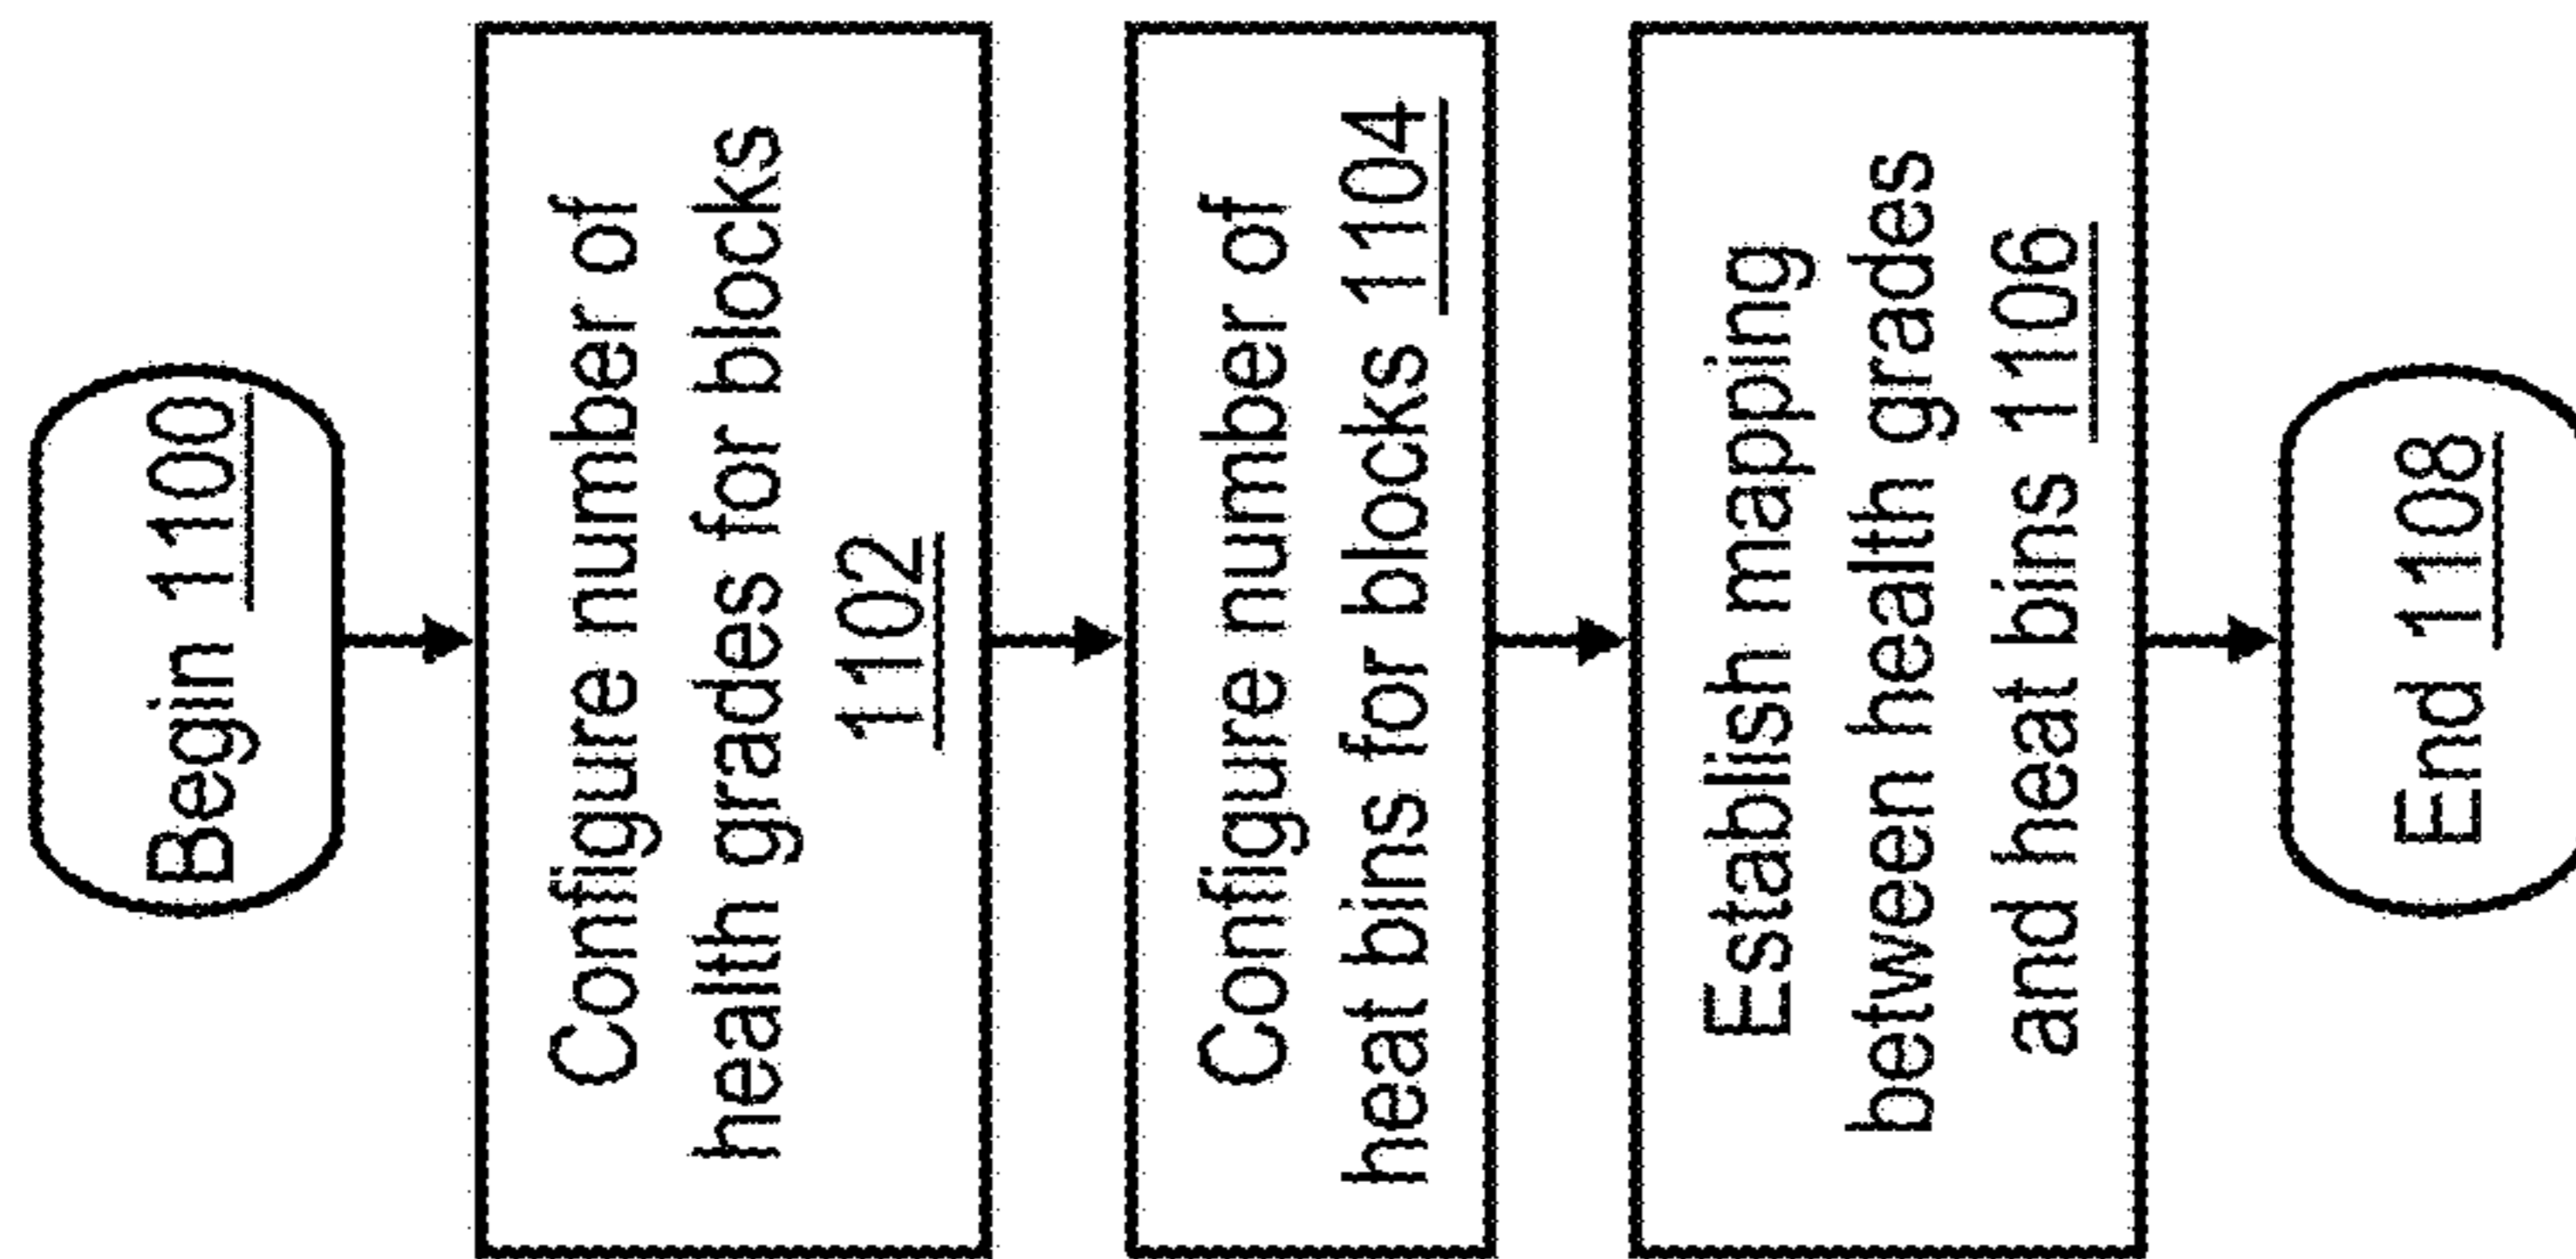 Begin 1100
Configure number of
health grades for blocks
1102
Configure number of
heat bins for blocks 1104
Establish mapping
between health grades
and heat bins 1106
End 1108